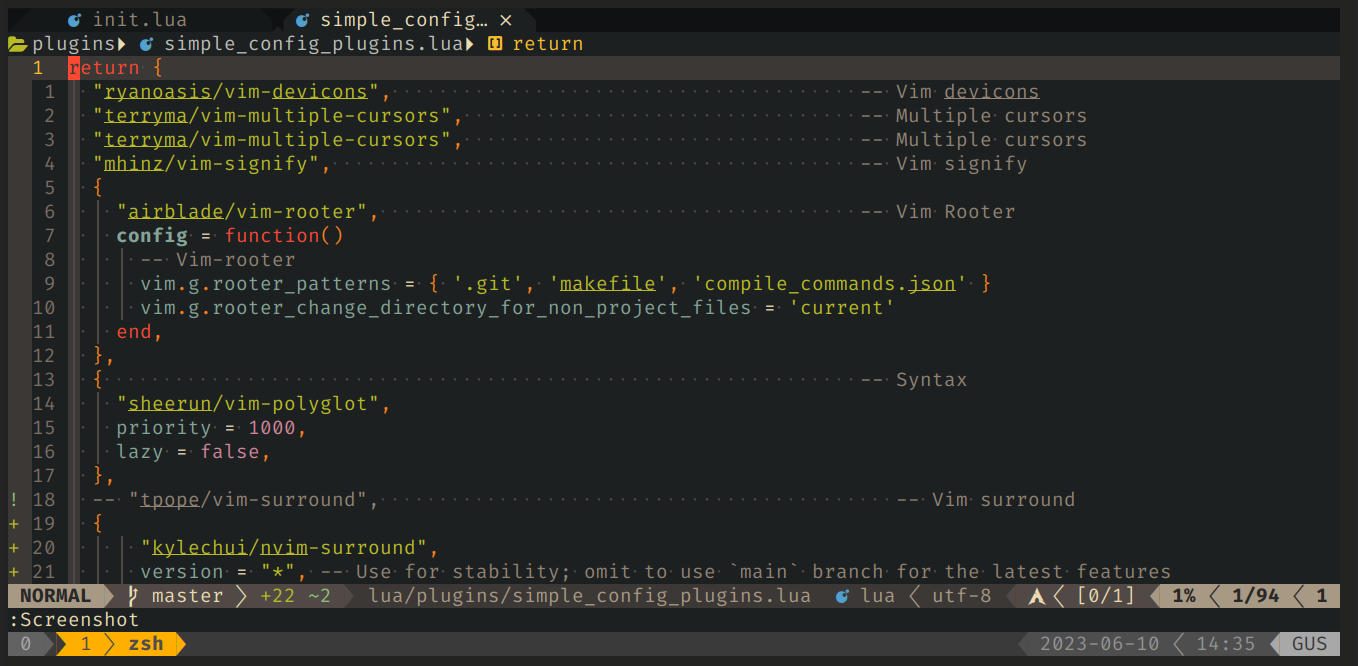 init.lua simple_config… ×
plugins simple_config_plugins.lua [] return
1 return {
1 "ryanoasis/vim-devicons", -- Vim devicons
2 "terryma/vim-multiple-cursors", -- Multiple cursors
3 "terryma/vim-multiple-cursors", -- Multiple cursors
4 "mhinz/vim-signify", -- Vim signify
5 {
6 "airblade/vim-rooter", -- Vim Rooter
7 config = function()
8 -- Vim-rooter
9 vim.g.rooter_patterns = { '.git', 'makefile', 'compile_commands.json' }
10 vim.g.rooter_change_directory_for_non_project_files = 'current'
11 end,
12 },
13 { -- Syntax
14 "sheerun/vim-polyglot",
15 priority = 1000,
16 lazy = false,
17 },
! 18 -- "tpope/vim-surround", -- Vim surround
+ 19 {
+ 20 "kylechui/nvim-surround",
+ 21 version = "*", -- Use for stability; omit to use `main` branch for the latest features
NORMAL master +22 ~2 lua/plugins/simple_config_plugins.lua lua utf-8 [0/1] 1% 1/94 1
:Screenshot
0 1 zsh 2023-06-10 14:35 GUS